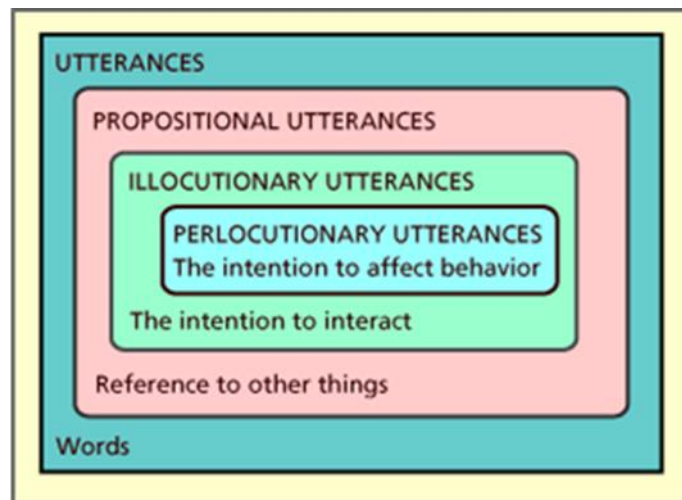 UTTERANCES
PROPOSITIONAL UTTERANCES
ILLOCUTIONARY UTTERANCES
PERLOCUTIONARY UTTERANCES
The intention to affect behavior
The intention to interact
Reference to other things
Words